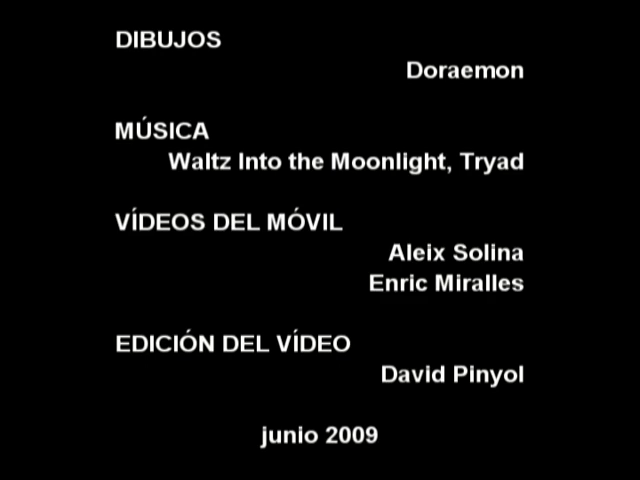 DIBUJOS
Doraemon
MÚSICA
Waltz Into the Moonlight, Tryad
VÍDEOS DEL MÓVIL
Aleix Solina
Enric Miralles
EDICIÓN DEL VÍDEO
David Pinyol
junio 2009